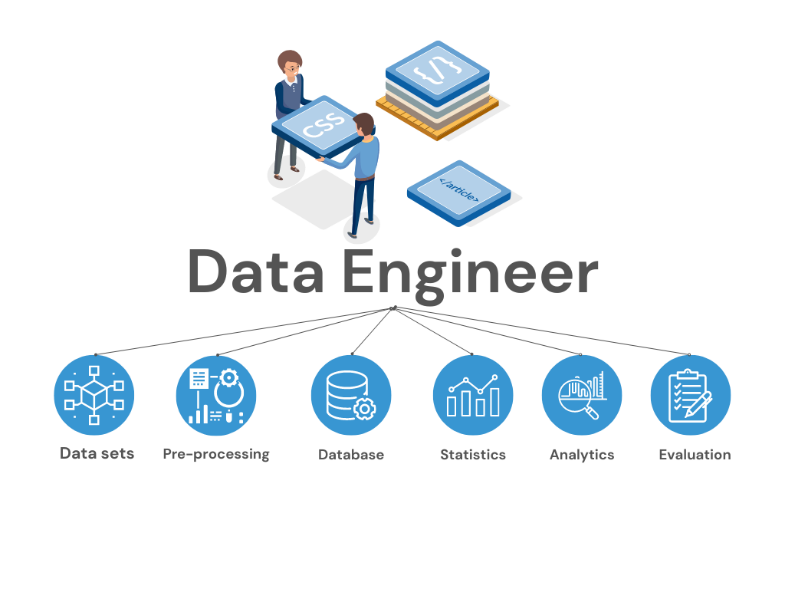 {/}
CSS
</article>
Data Engineer
Data sets
Pre-processing
Database
Statistics
Analytics
Evaluation